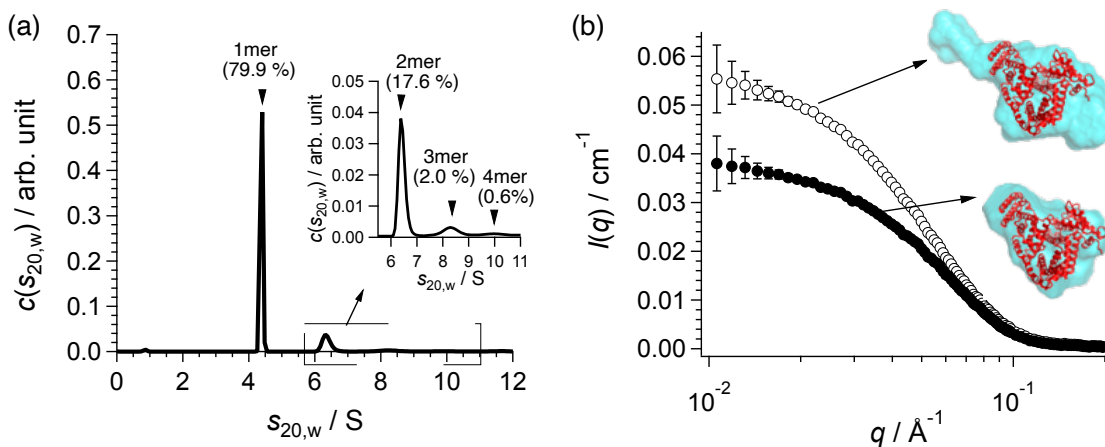 (a)
0.7
0.6
0.5
0.4
0.3
0.2
0.1
0.0
c(s20,w) / arb. unit
0
2
4
6
8
10
12
s20,w / S
1mer
(79.9 %)
2mer
(17.6 %)
3mer
(2.0 %)
4mer
(0.6%)
0.05
0.04
0.03
0.02
0.01
0.00
c(s20,w) / arb. unit
6 7 8 9 10 11
s20,w / S
(b)
0.06
0.05
0.04
0.03
0.02
0.01
0.00
I(q) / cm-1
10-2
10-1
q / Å-1